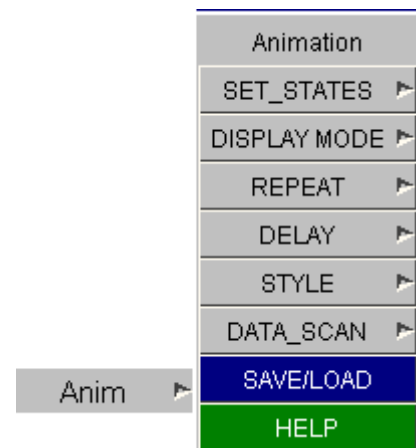 Animation
SET_STATES
DISPLAY MODE
REPEAT
DELAY
STYLE
DATA_SCAN
SAVE/LOAD
Anim
HELP